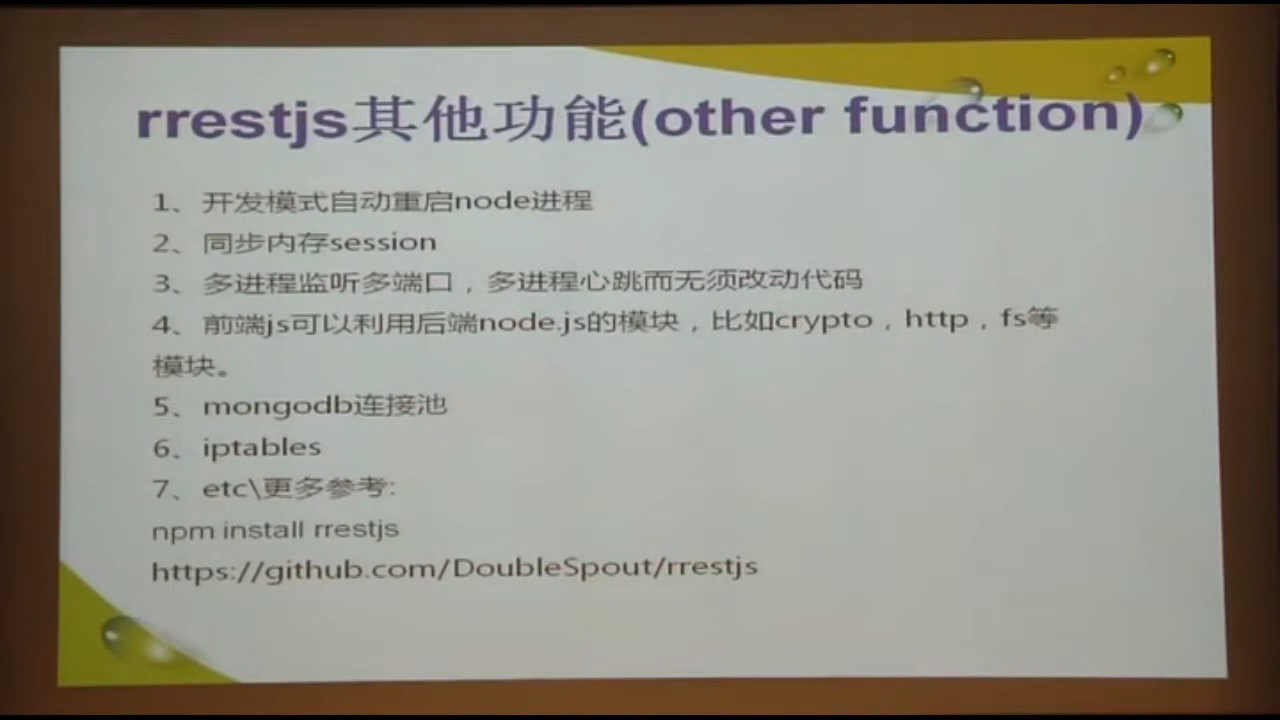 rrestjs其他功能(other function)
1、开发模式自动重启node进程
2、同步内存session
3、多进程监听多端口，多进程心跳而无须改动代码
4、前端js可以利用后端node.js的模块，比如crypto，http，fs等
模块。
5、mongodb连接池
6、iptables
7、etc\更多参考:
npm install rrestjs
https://github.com/DoubleSpout/rrestjs